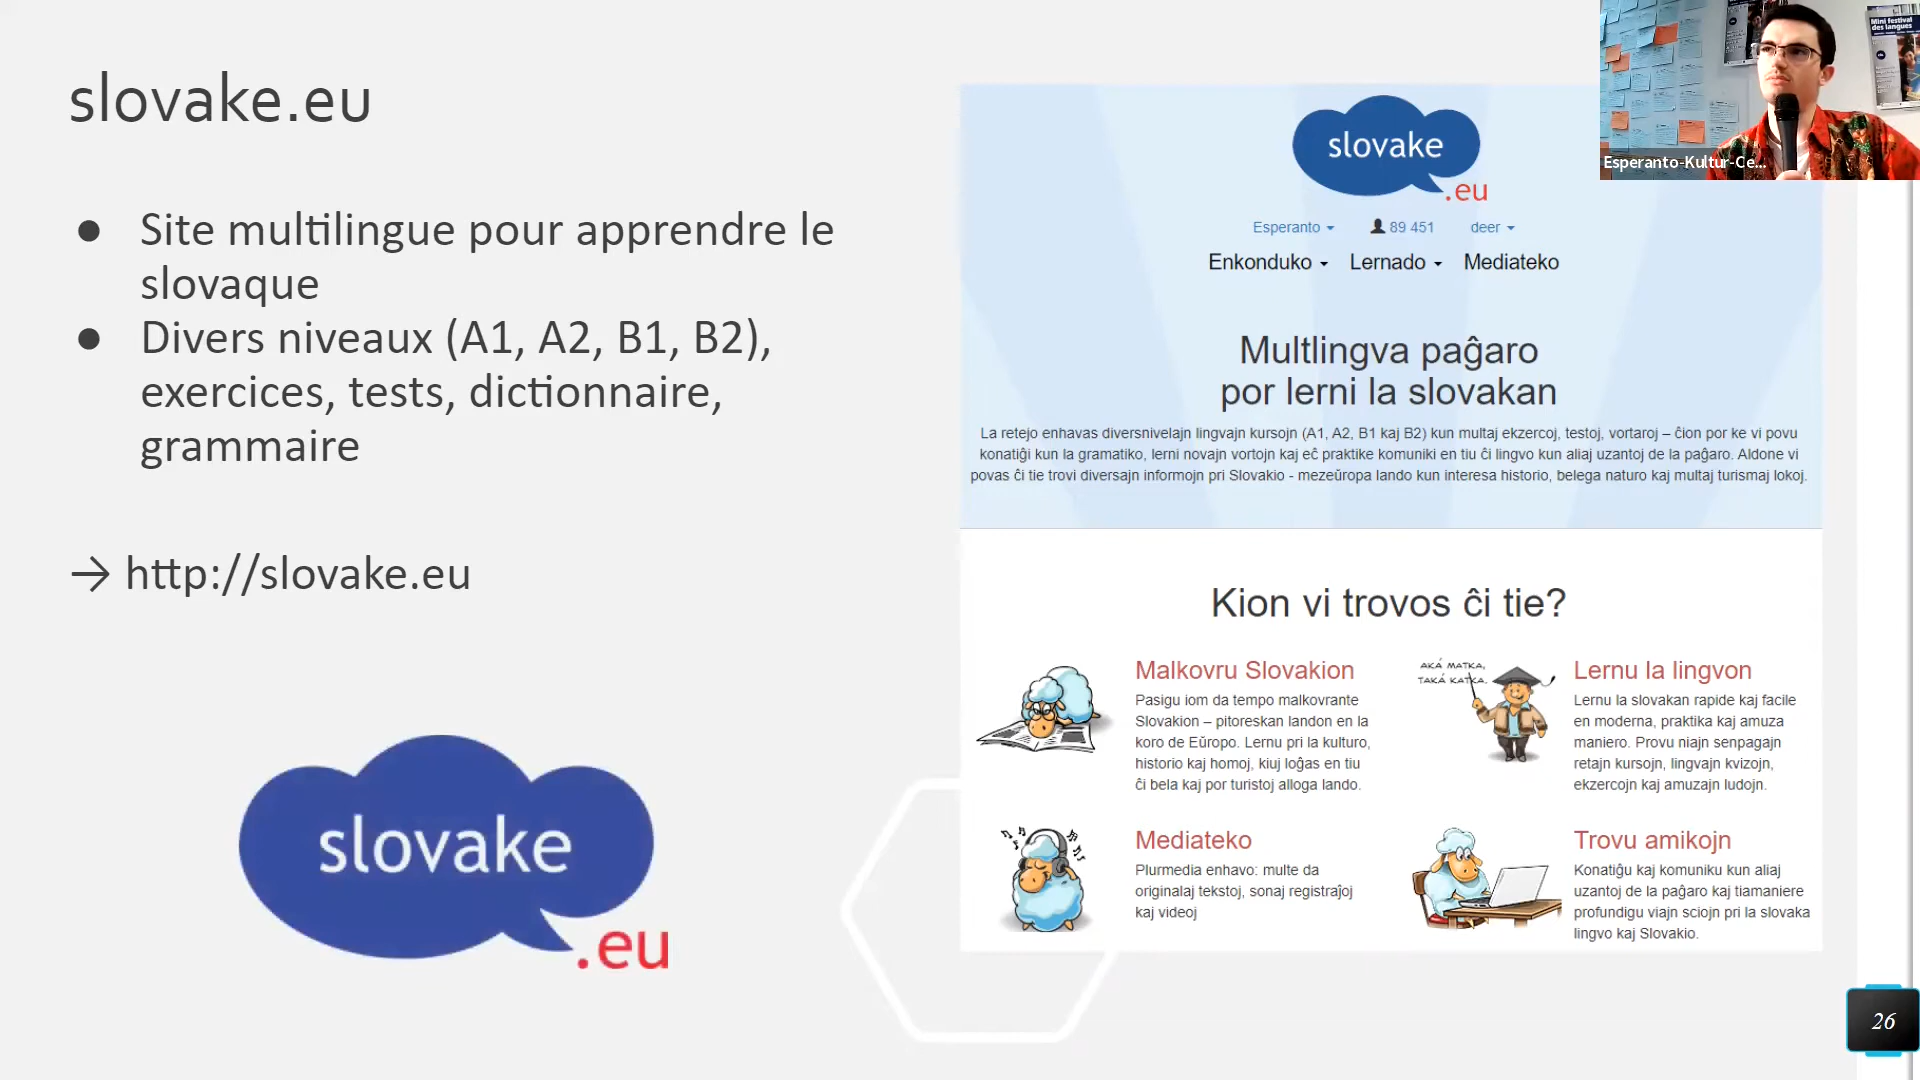 slovake.eu
● Site multilingue pour apprendre le
slovaque
● Divers niveaux (A1, A2, B1, B2),
exercices, tests, dictionnaire,
grammaire
→ http://slovake.eu
slovake
.eu
slovake
.eu
Esperanto
89 451
deer
Enkonduko
Lernado
Mediateko
Multlingva paĝaro
por lerni la slovakan
La retejo enhavas diversnivelajn lingvajn kursojn (A1, A2, B1 kaj B2) kun multaj ekzercoj, testoj, vortaroj – ĉion por ke vi povu
konatiĝi kun la gramatiko, lerni novajn vortojn kaj eĉ praktike komuniki en tiu ĉi lingvo kun aliaj uzantoj de la paĝaro. Aldone vi
povas ĉi tie trovi diversajn informojn pri Slovakio - mezeŭropa lando kun interesa historio, belega naturo kaj multaj turismaj lokoj.
Kion vi trovos ĉi tie?
Malkovru Slovakion
Pasigu iom da tempo malkovrante
Slovakion – pitoreskan landon en la
koro de Eŭropo. Lernu pri la kulturo,
historio kaj homoj, kiuj loĝas en tiu
ĉi bela kaj por turistoj alloga lando.
AKÁ MATKA,
TAKÁ KATKA.
Lernu la lingvon
Lernu la slovakan rapide kaj facile
en moderna, praktika kaj amuza
maniero. Provu niajn senpagajn
retajn kursojn, lingvajn kvizojn,
ekzercojn kaj amuzajn ludojn.
Mediateko
Plurmedia enhavo: multe da
originalaj tekstoj, sonaj registraĵoj
kaj videoj
Trovu amikojn
Konatiĝu kaj komuniku kun aliaj
uzantoj de la paĝaro kaj tiamaniere
profundigu viajn sciojn pri la slovaka
lingvo kaj Slovakio.
Mini festival
des langues
Esperanto-Kultur-Ce...
26